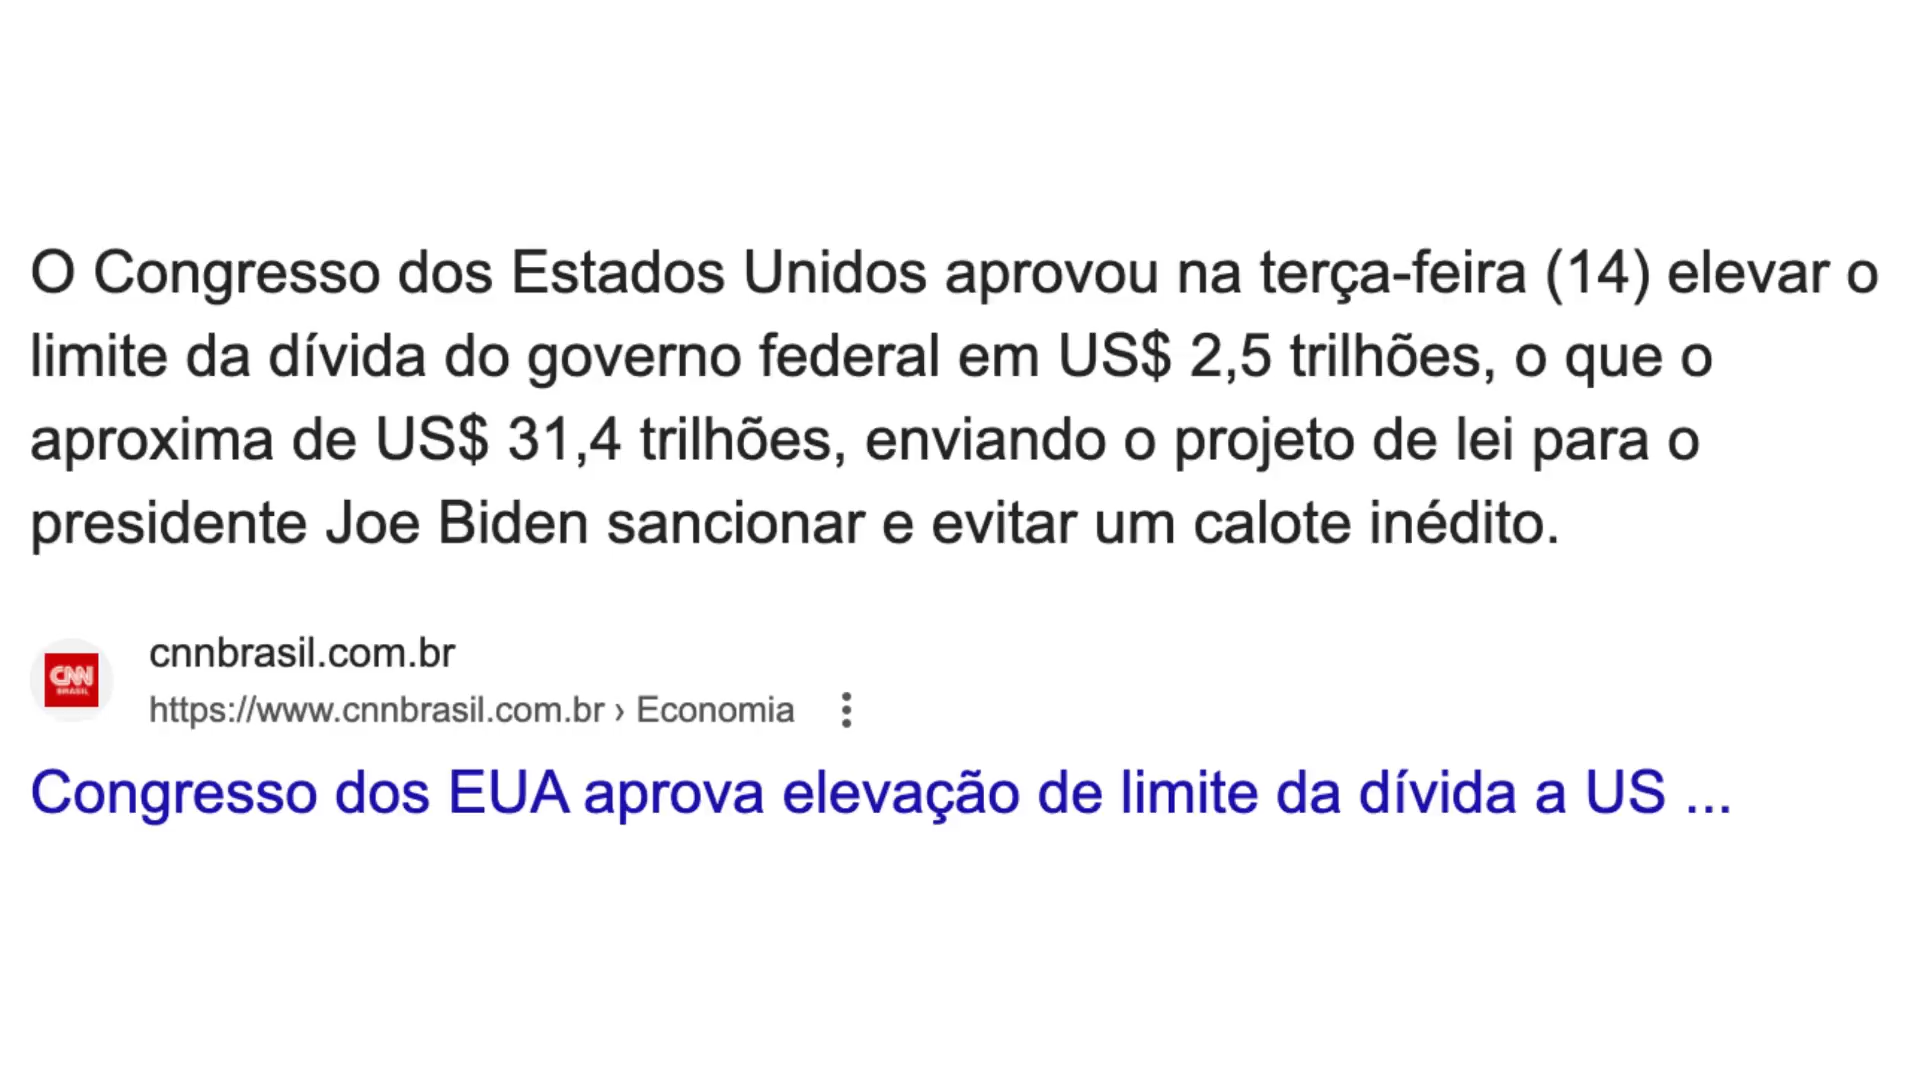 O Congresso dos Estados Unidos aprovou na terça-feira (14) elevar o
limite da dívida do governo federal em US$ 2,5 trilhões, o que o
aproxima de US$ 31,4 trilhões, enviando o projeto de lei para o
presidente Joe Biden sancionar e evitar um calote inédito.
CNN
BRASIL
cnnbrasil.com.br
https://www.cnnbrasil.com.br › Economia
Congresso dos EUA aprova elevação de limite da dívida a US ...